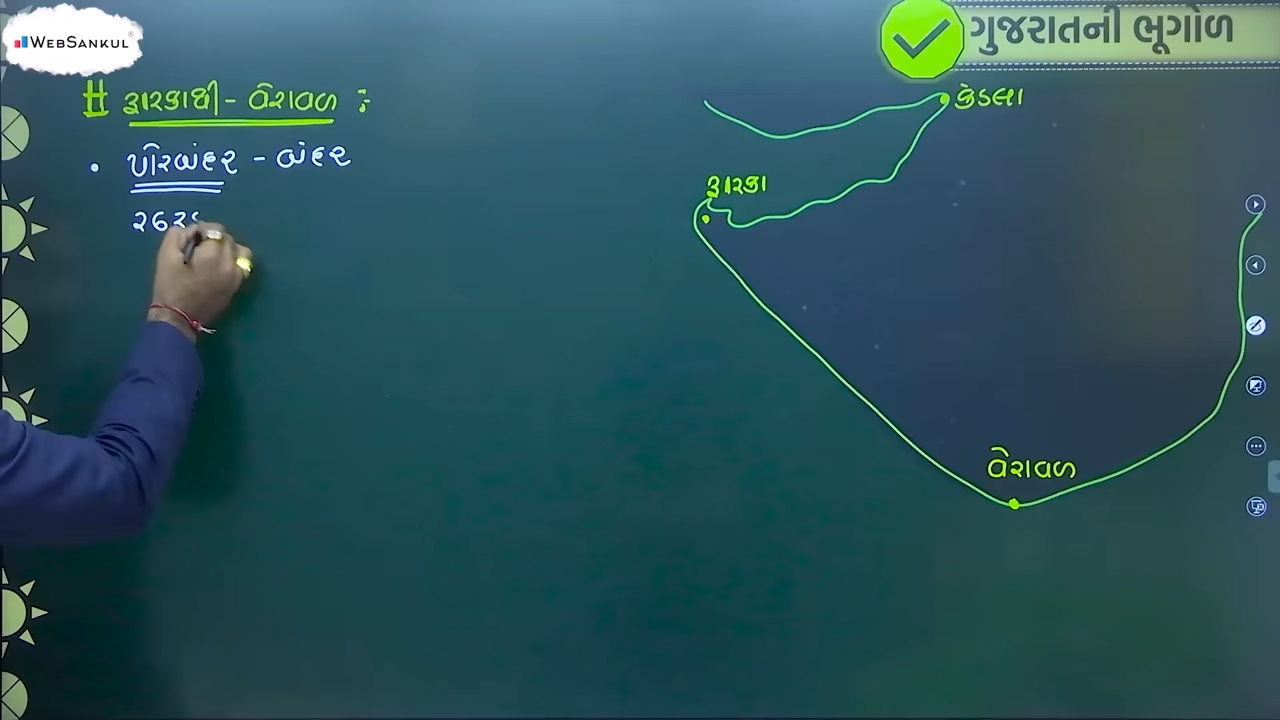 WEBSANKUL
ગુજરાતની ભૂગોળ
દ્વારકાથી - વેરાવળ :-
• પોરબંદર - બંદર
કંડલા
દ્વારકા
વેરાવળ